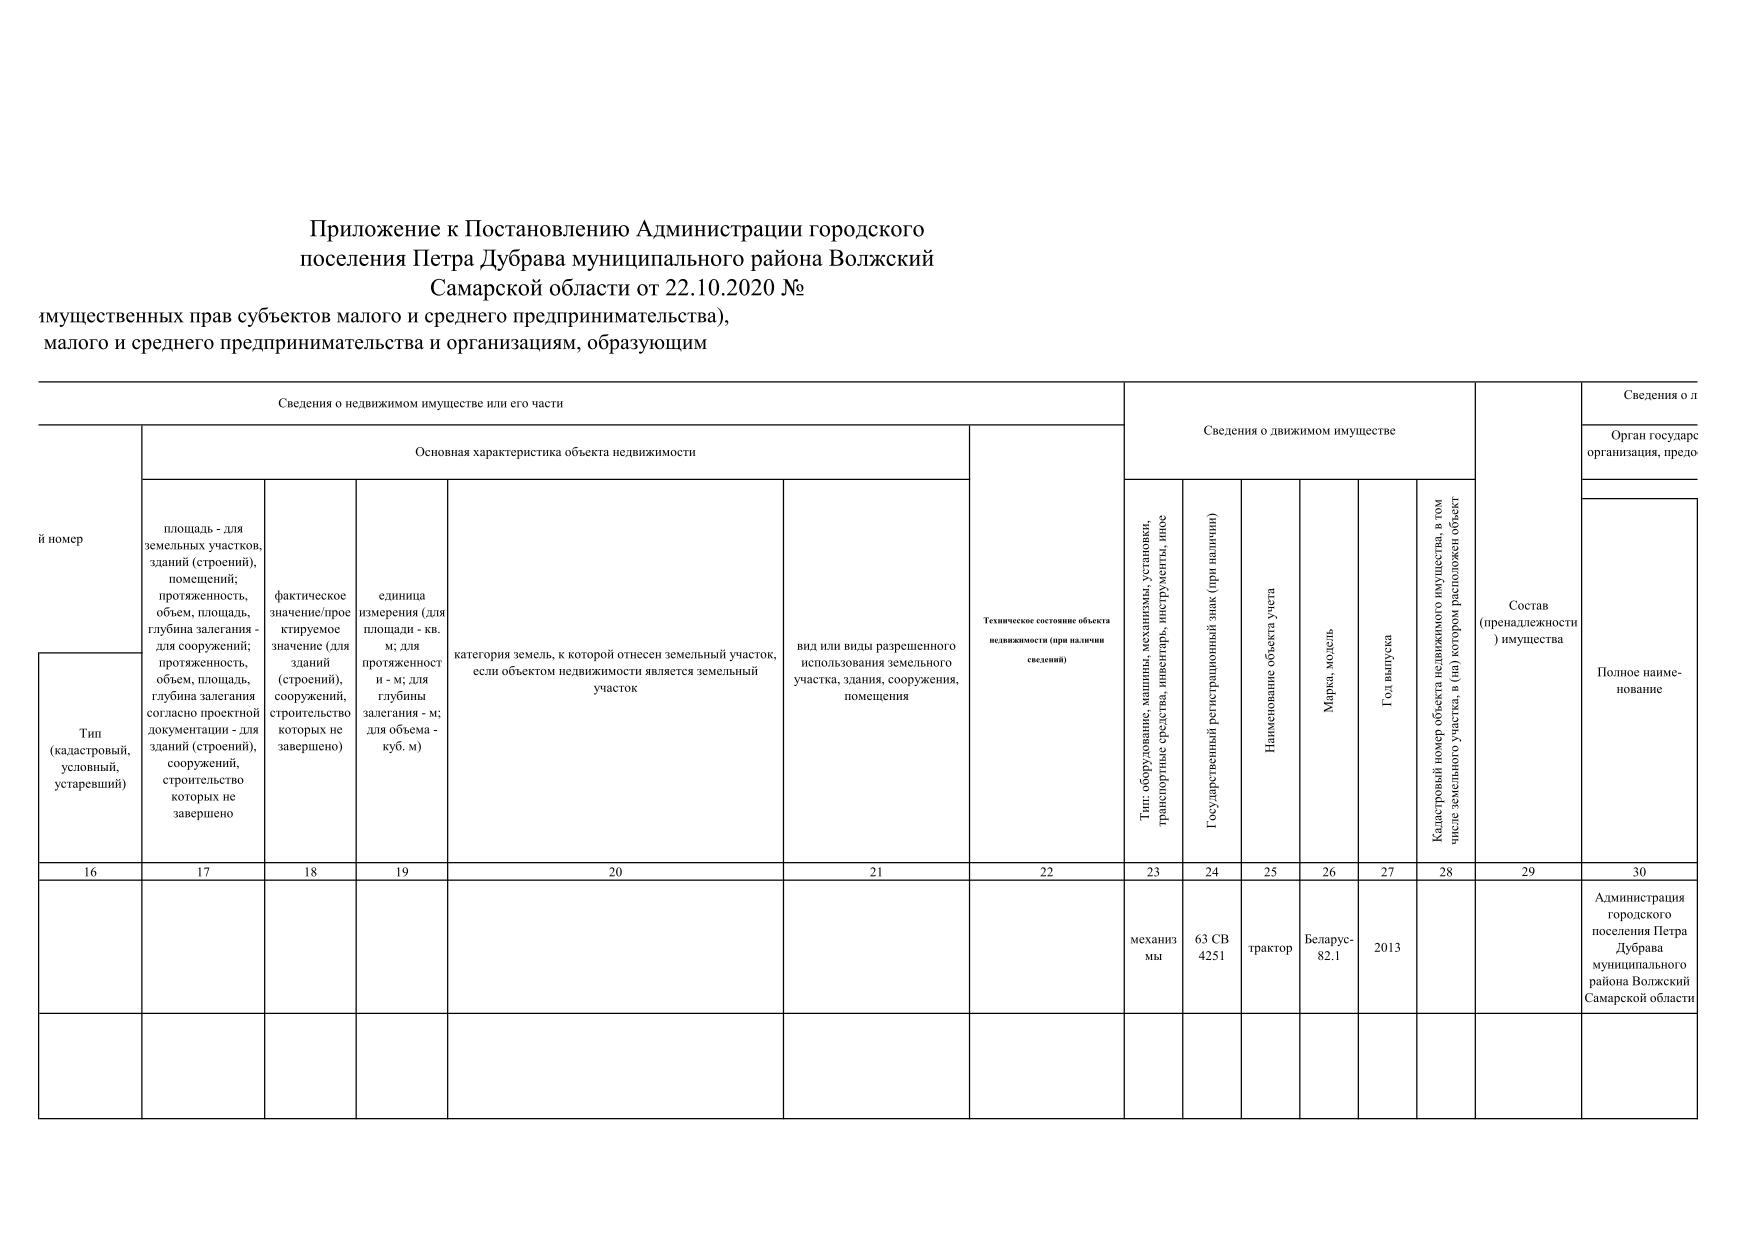 Приложение к Постановлению Администрации городского
поселения Петра Дубрава муниципального района Волжский
Самарской области от 22.10.2020 №
имущественных прав субъектов малого и среднего предпринимательства),
малого и среднего предпринимательства и организациям, образующим
Сведения о недвижимом имуществе или его части
Сведения о движимом имуществе
Состав
(пренадлежности
) имущества
Сведения о л
й номер
Основная характеристика объекта недвижимости
Техническое состояние объекта
недвижимости (при наличии
сведений)
Орган государс
организация, предо
Тип
(кадастровый,
условный,
устаревший)
площадь - для
земельных участков,
зданий (строений),
помещений;
протяженность,
объем, площадь,
глубина залегания -
для сооружений;
протяженность,
объем, площадь,
глубина залегания
согласно проектной
документации - для
зданий (строений),
сооружений,
строительство
которых не
завершено
фактическое
значение/прое
ктируемое
значение (для
зданий
(строений),
сооружений,
строительство
которых не
завершено)
единица
измерения (для
площади - кв.
м; для
протяженност
и - м; для
глубины
залегания - м;
для объема -
куб. м)
категория земель, к которой отнесен земельный участок,
если объектом недвижимости является земельный
участок
вид или виды разрешенного
использования земельного
участка, здания, сооружения,
помещения
Тип: оборудование, машины, механизмы, установки,
транспортные средства, инвентарь, инструменты, иное
Государственный регистрационный знак (при наличии)
Наименование объекта учета
Марка, модель
Год выпуска
Кадастровый номер объекта недвижимого имущества, в том
числе земельного участка, в (на) котором расположен объект
Полное наиме-
нование
16 17 18 19 20 21 22 23 24 25 26 27 28 29 30
механиз
мы
63 СВ
4251
трактор
Беларус-
82.1
2013
Администрация
городского
поселения Петра
Дубрава
муниципального
района Волжский
Самарской области